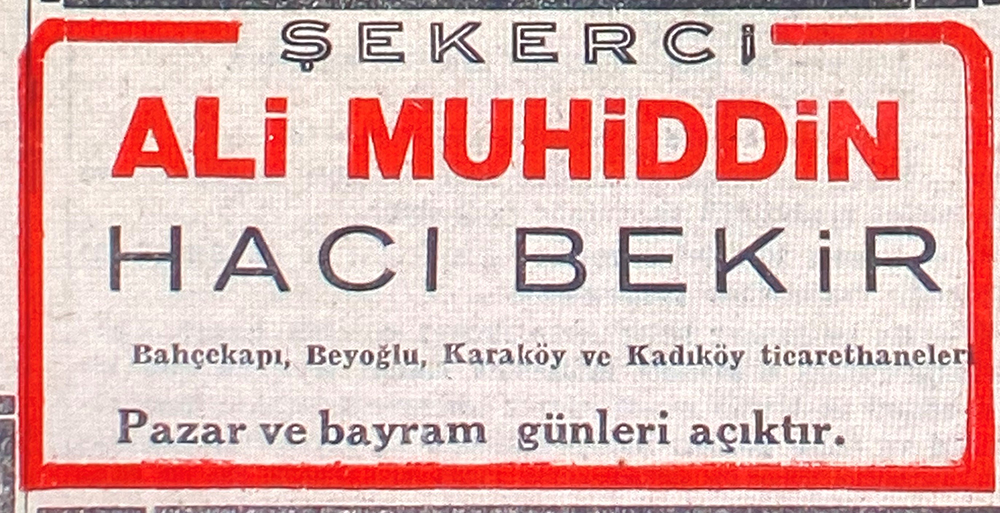 ŞEKERCİ
ALİ MUHİDDİN
HACI BEKİR
Bahçekapı, Beyoğlu, Karaköy ve Kadıköy ticarethaneleri
Pazar ve bayram günleri açıktır.